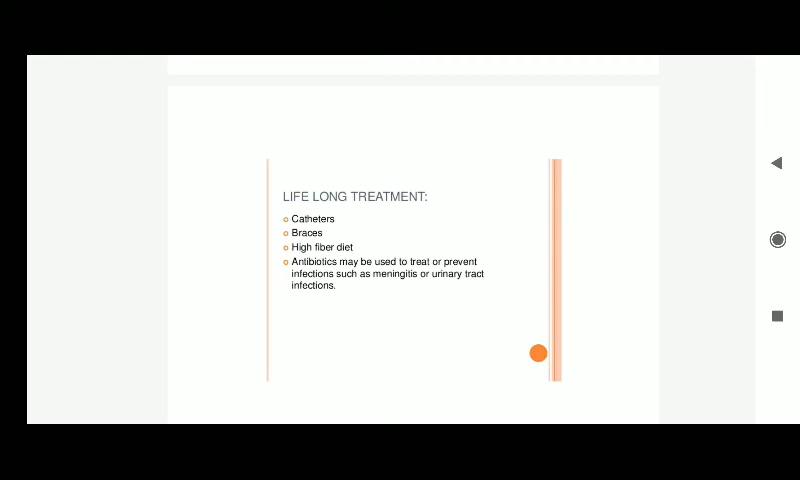 LIFE LONG TREATMENT:
Catheters
Braces
High fiber diet
Antibiotics may be used to treat or prevent
infections such as meningitis or urinary tract
infections.